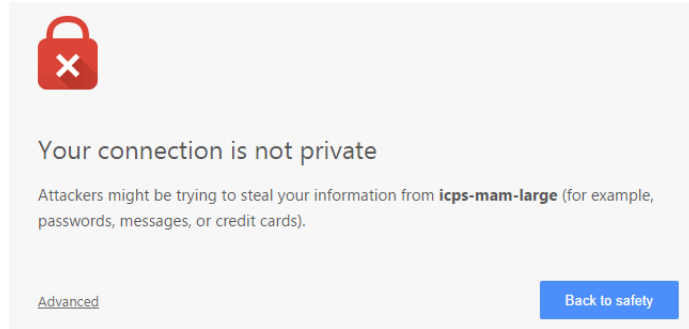 Your connection is not private
Attackers might be trying to steal your information from icps-mam-large (for example,
passwords, messages, or credit cards).
Advanced
Back to safety